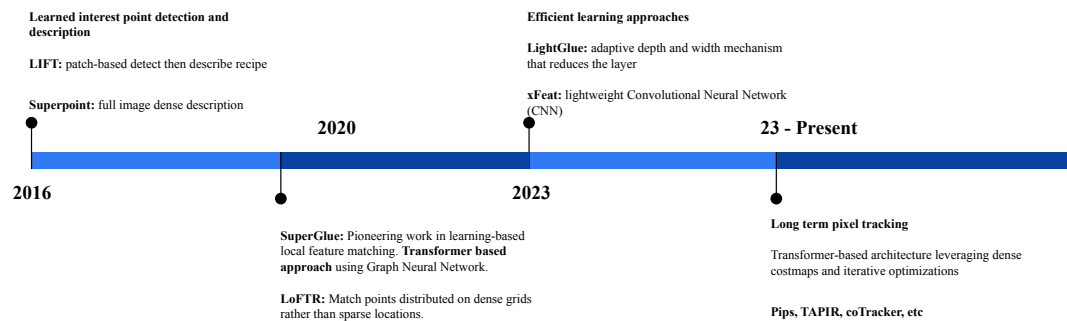 Learned interest point detection and
description
LIFT: patch-based detect then describe recipe
Superpoint: full image dense description
2016
2020
SuperGlue: Pioneering work in learning-based
local feature matching. Transformer based
approach using Graph Neural Network.
LoFTR: Match points distributed on dense grids
rather than sparse locations.
Efficient learning approaches
LightGlue: adaptive depth and width mechanism
that reduces the layer
xFeat: lightweight Convolutional Neural Network
(CNN)
2023
23 - Present
Long term pixel tracking
Transformer-based architecture leveraging dense
costmaps and iterative optimizations
Pips, TAPIR, coTracker, etc